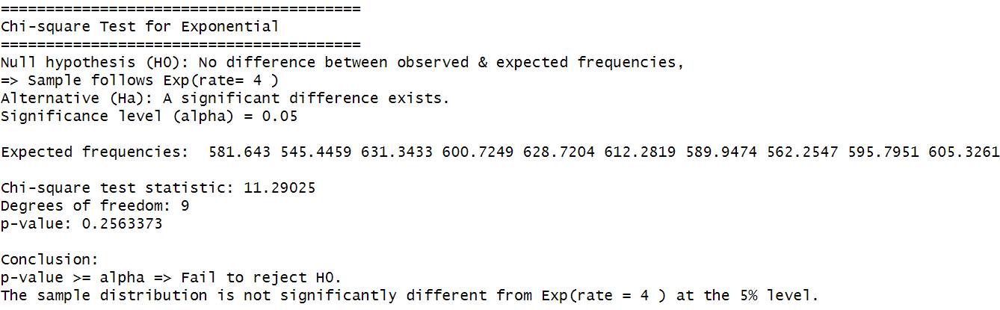 ========================================
Chi-square Test for Exponential
========================================
Null hypothesis (H0): No difference between observed & expected frequencies,
=> Sample follows Exp(rate= 4 )
Alternative (Ha): A significant difference exists.
Significance level (alpha) = 0.05
Expected frequencies:  581.643 545.4459 631.3433 600.7249 628.7204 612.2819 589.9474 562.2547 595.7951 605.3261
Chi-square test statistic: 11.29025
Degrees of freedom: 9
p-value: 0.2563373
Conclusion:
p-value >= alpha => Fail to reject H0.
The sample distribution is not significantly different from Exp(rate = 4 ) at the 5% level.